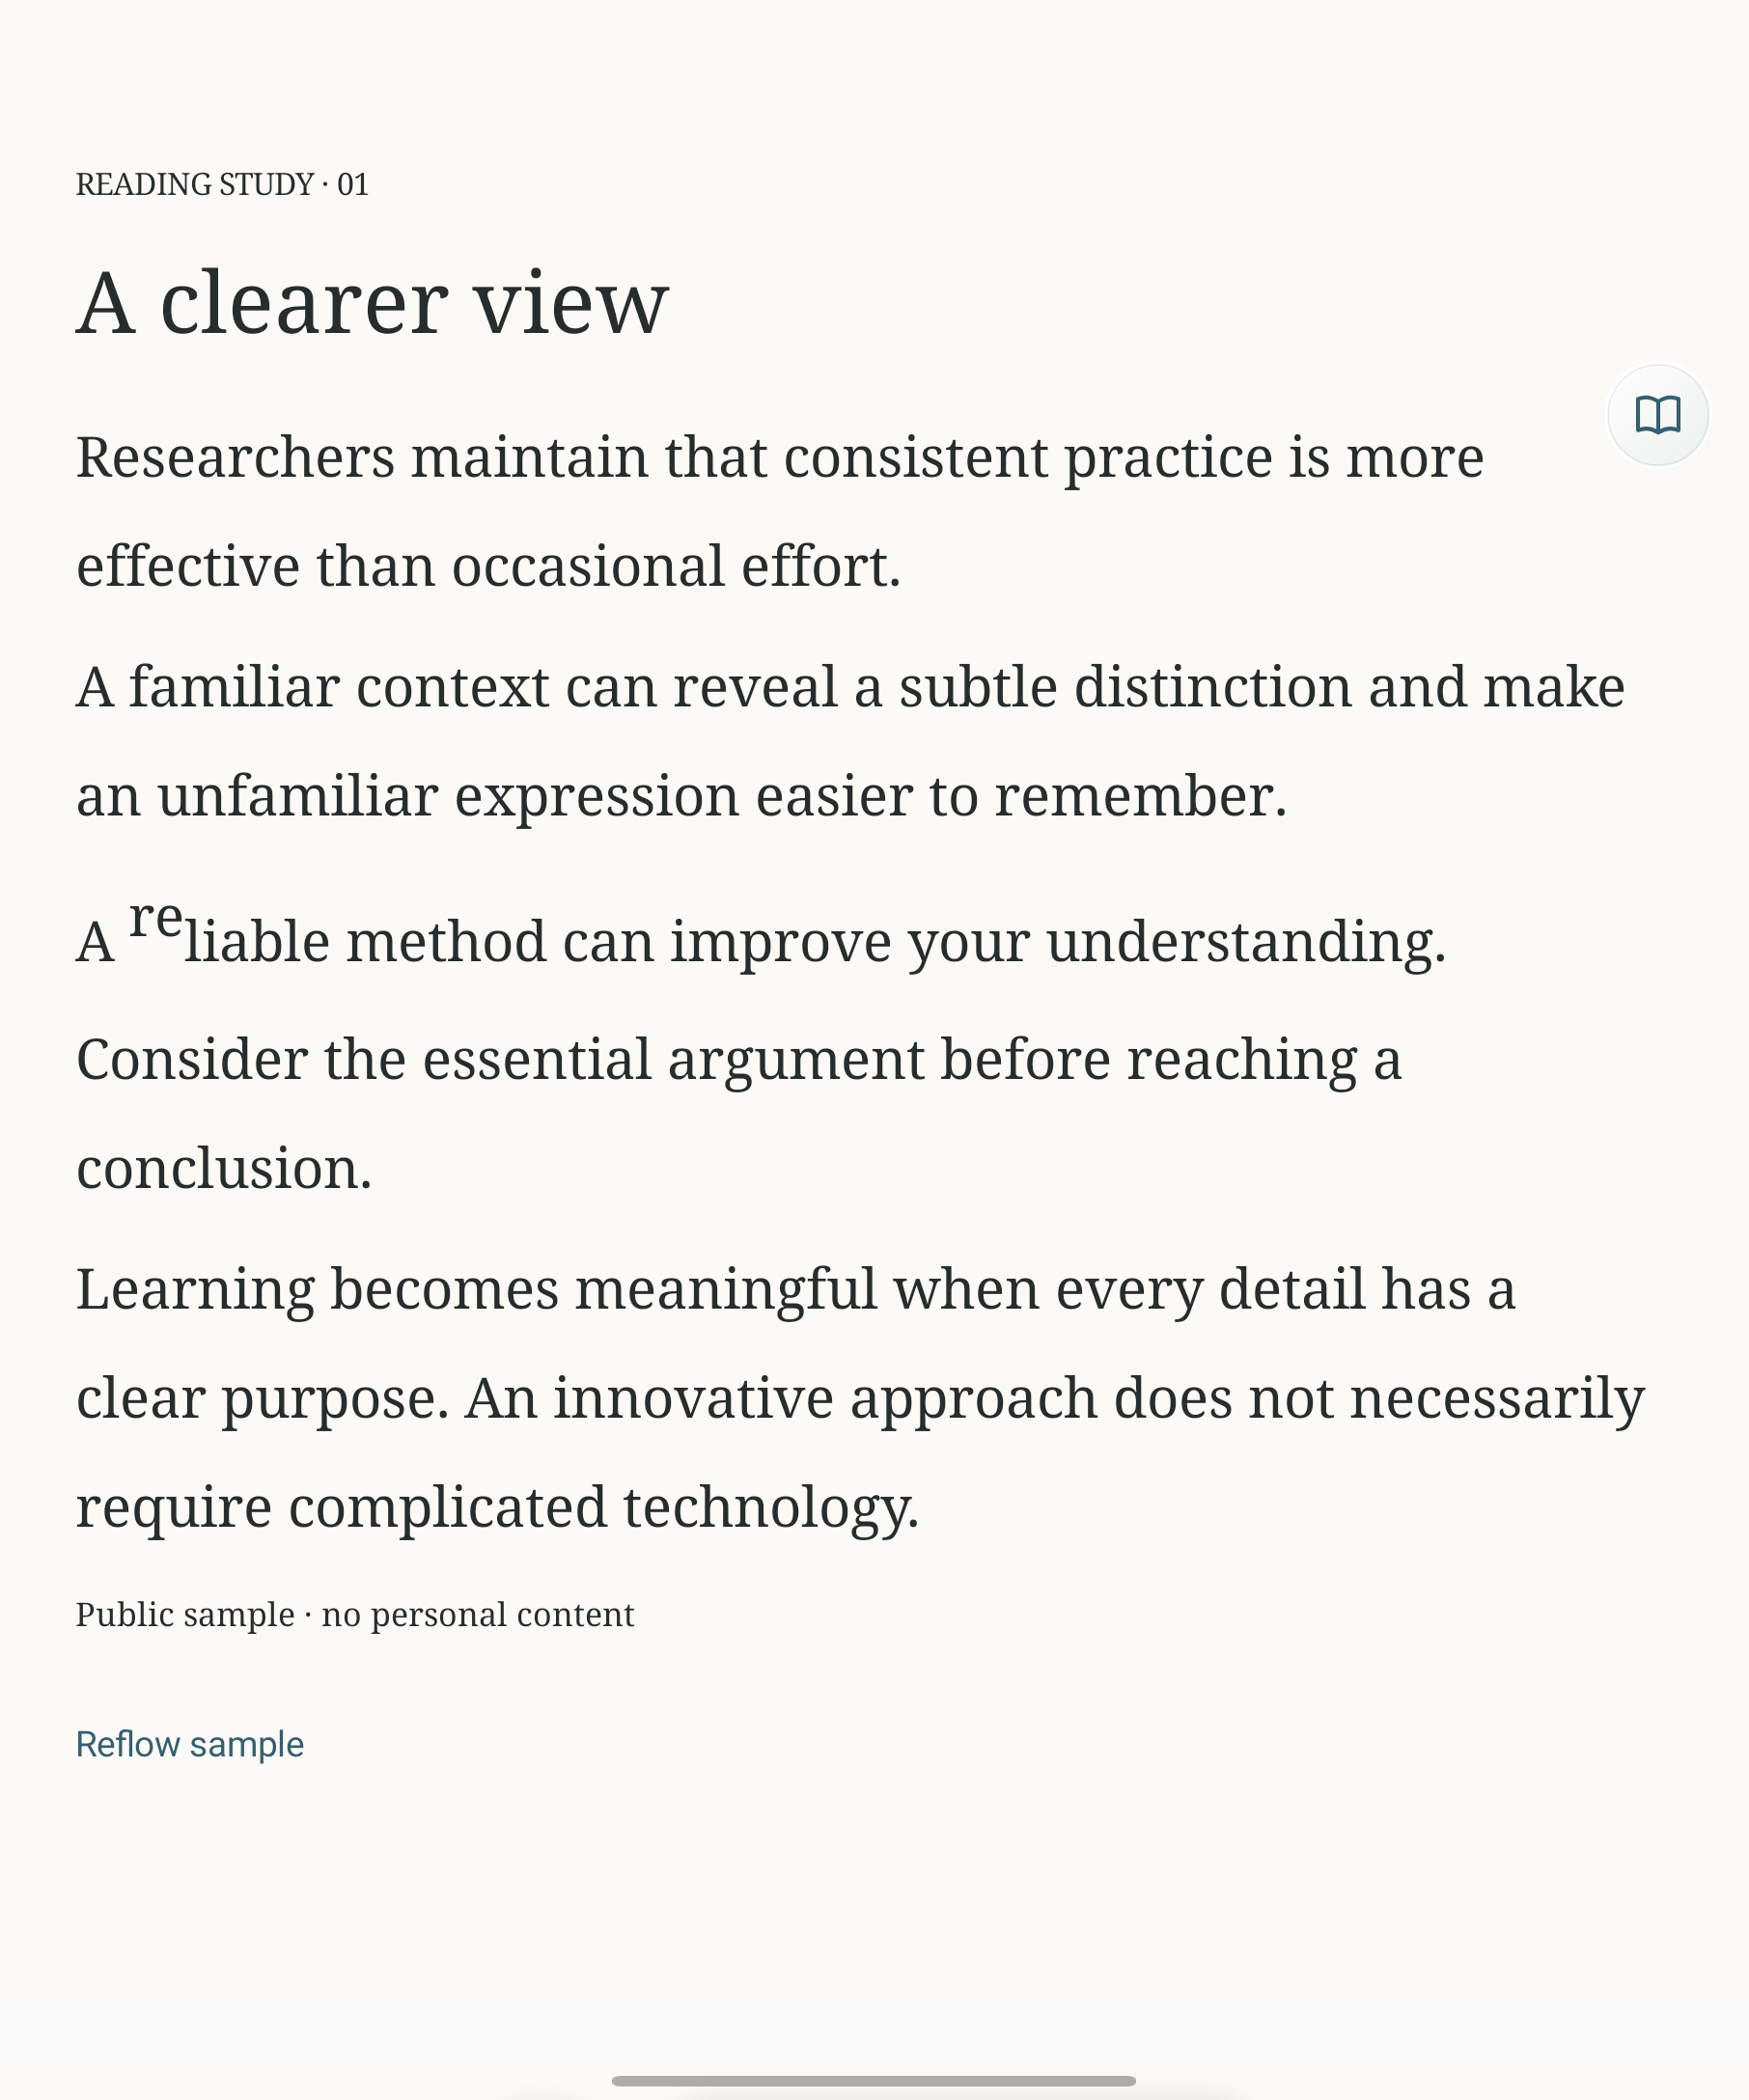 READING STUDY · 01
A clearer view
Researchers maintain that consistent practice is more
effective than occasional effort.
A familiar context can reveal a subtle distinction and make
an unfamiliar expression easier to remember.
A reliable method can improve your understanding.
Consider the essential argument before reaching a
conclusion.
Learning becomes meaningful when every detail has a
clear purpose. An innovative approach does not necessarily
require complicated technology.
Public sample · no personal content
Reflow sample